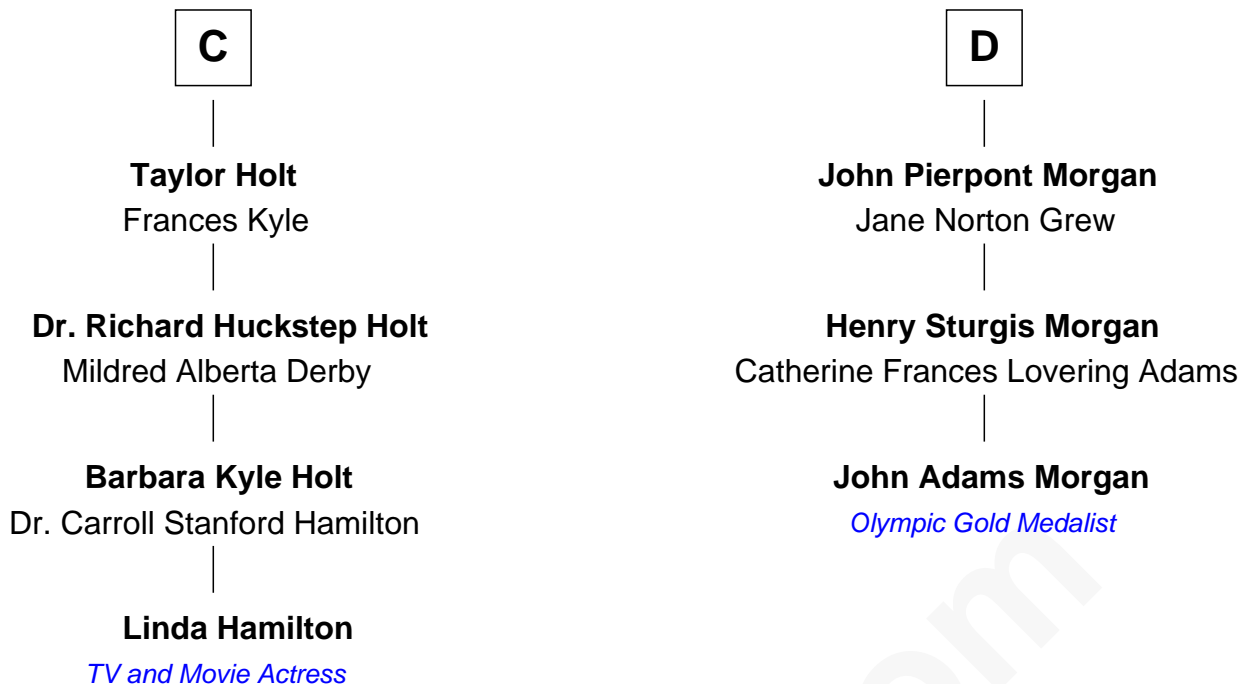 C
Taylor Holt
Frances Kyle
Dr. Richard Huckstep Holt
Mildred Alberta Derby
Barbara Kyle Holt
Dr. Carroll Stanford Hamilton
Linda Hamilton
TV and Movie Actress
D
John Pierpont Morgan
Jane Norton Grew
Henry Sturgis Morgan
Catherine Frances Lovering Adams
John Adams Morgan
Olympic Gold Medalist
om